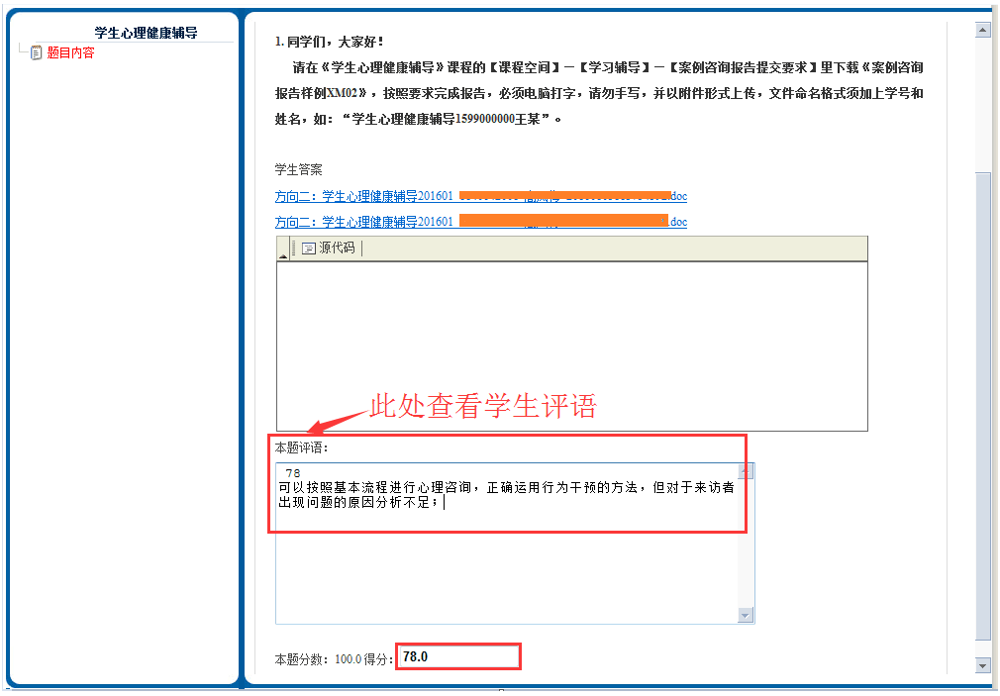 学生心理健康辅导
题目内容
1. 同学们，大家好！
请在《学生心理健康辅导》课程的【课程空间】—【学习辅导】—【案例咨询报告提交要求】里下载《案例咨询
报告样例XM02》，按照要求完成报告，必须电脑打字，请勿手写，并以附件形式上传，文件命名格式须加上学号和
姓名，如：“学生心理健康辅导1599000000王某”。
学生答案
方向二：学生心理健康辅导201601_ .doc
方向二：学生心理健康辅导201601_ .doc
源代码
此处查看学生评语
本题评语：
78
可以按照基本流程进行心理咨询，正确运用行为干预的方法，但对于来访者
出现问题的原因分析不足；
本题分数：100.0 得分： 78.0